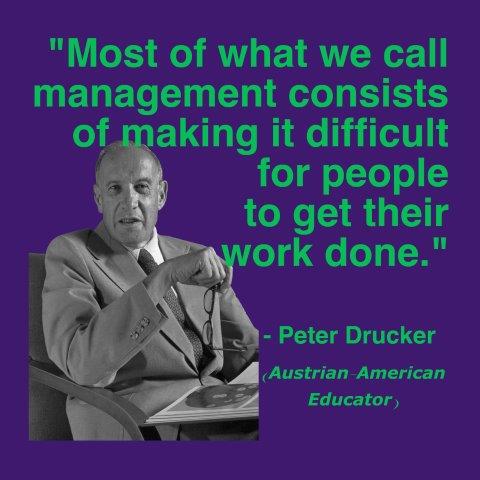 "Most of what we call
management consists
of making it difficult
for people
to get their
work done."
- Peter Drucker
(Austrian-American
Educator)